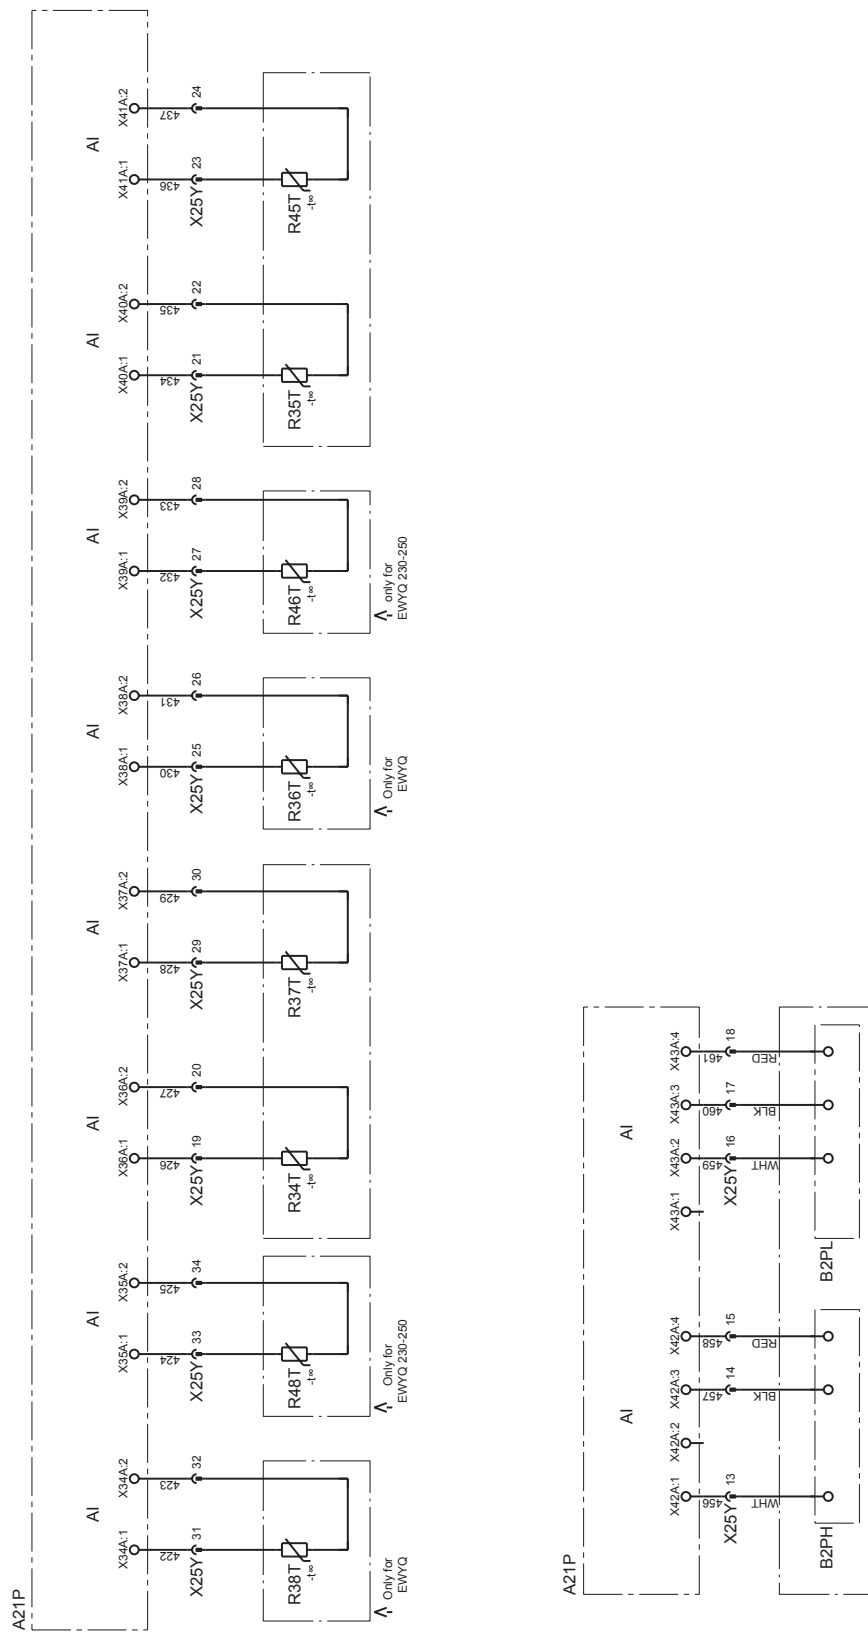 A21P
AI
X34A:1
X34A:2
422
423
X25Y
31
32
R38T
-t°
Only for
EWYQ
AI
X35A:1
X35A:2
424
425
X25Y
33
34
R48T
-t°
Only for
EWYQ 230-250
AI
X36A:1
X36A:2
426
427
X25Y
19
20
R34T
-t°
AI
X37A:1
X37A:2
428
429
X25Y
29
30
R37T
-t°
AI
X38A:1
X38A:2
430
431
X25Y
25
26
R36T
-t°
Only for
EWYQ
AI
X39A:1
X39A:2
432
433
X25Y
27
28
R46T
-t°
only for
EWYQ 230-250
AI
X40A:1
X40A:2
434
435
X25Y
21
22
R35T
-t°
AI
X41A:1
X41A:2
436
437
X25Y
23
24
R45T
-t°
A21P
AI
X42A:1
X42A:2
X42A:3
X42A:4
456
457
458
X25Y
13
14
15
WHT
BLK
RED
B2PH
AI
X43A:1
X43A:2
X43A:3
X43A:4
459
460
461
X25Y
16
17
18
WHT
BLK
RED
B2PL